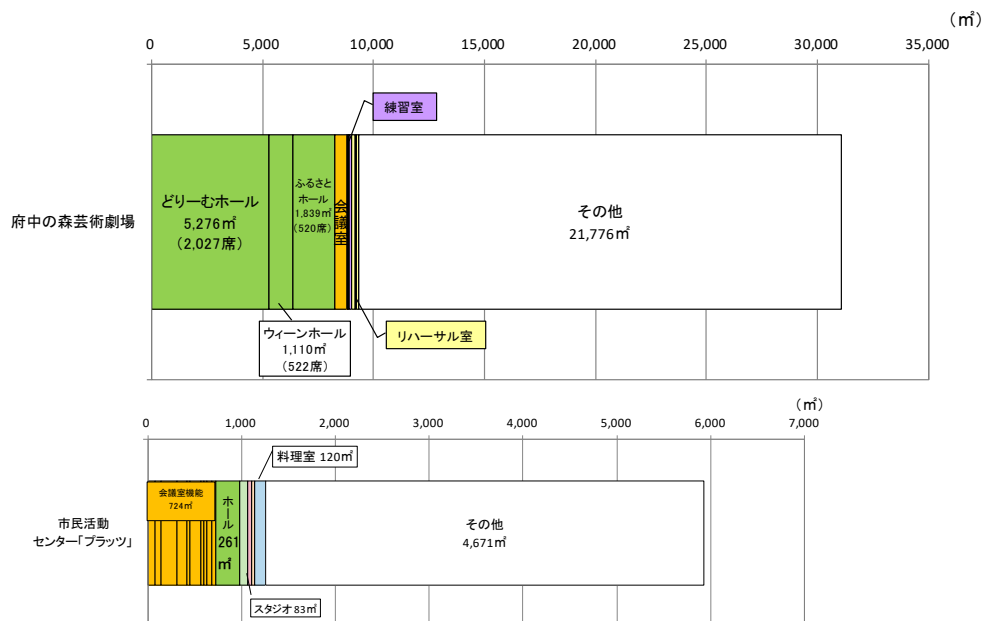 (㎡)
0 5,000 10,000 15,000 20,000 25,000 30,000 35,000
練習室
府中の森芸術劇場
どりーむホール
5,276㎡
(2,027席)
ふるさと
ホール
1,839㎡
(520席)
会議室
その他
21,776㎡
ウィーンホール
1,110㎡
(522席)
リハーサル室
(㎡)
0 1,000 2,000 3,000 4,000 5,000 6,000 7,000
料理室 120㎡
市民活動
センター「プラッツ」
会議室機能
724㎡
ホール
261
㎡
その他
4,671㎡
スタジオ 83㎡